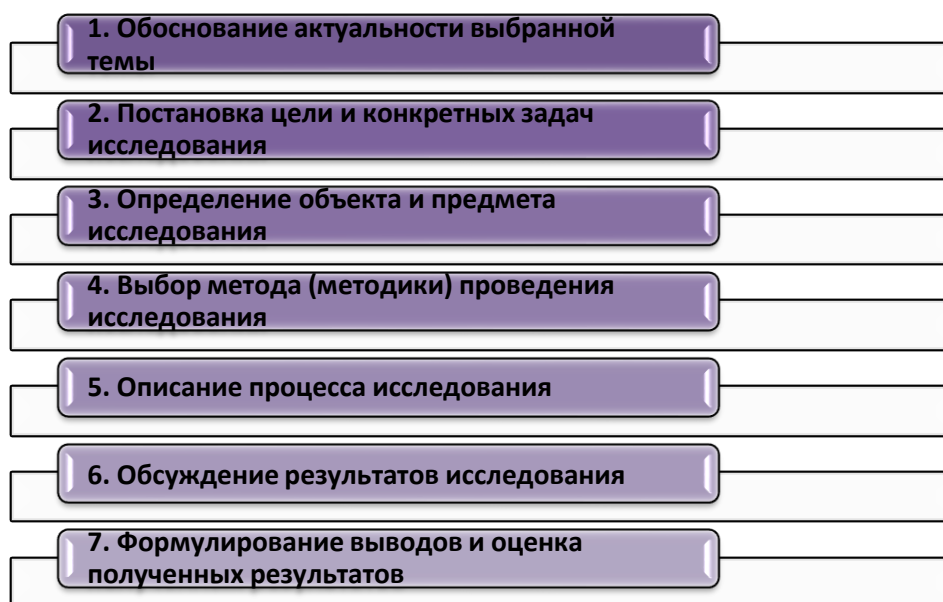 1. Обоснование актуальности выбранной
темы
2. Постановка цели и конкретных задач
исследования
3. Определение объекта и предмета
исследования
4. Выбор метода (методики) проведения
исследования
5. Описание процесса исследования
6. Обсуждение результатов исследования
7. Формулирование выводов и оценка
полученных результатов